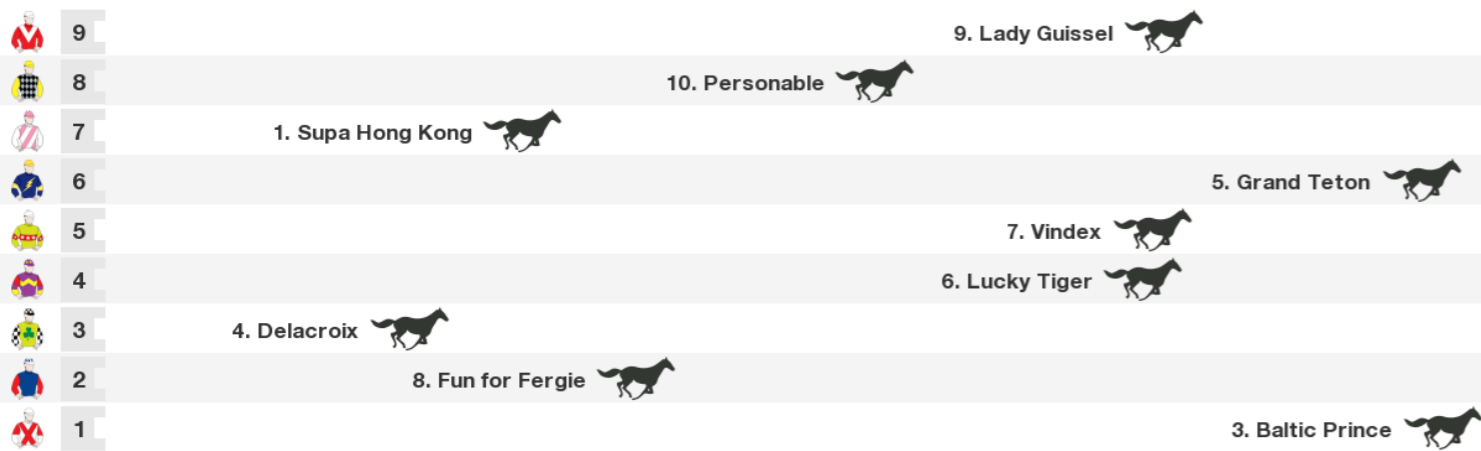 9 9. Lady Guissel
8 10. Personable
7 1. Supa Hong Kong
6 5. Grand Teton
5 7. Vindex
4 6. Lucky Tiger
3 4. Delacroix
2 8. Fun for Fergie
1 3. Baltic Prince